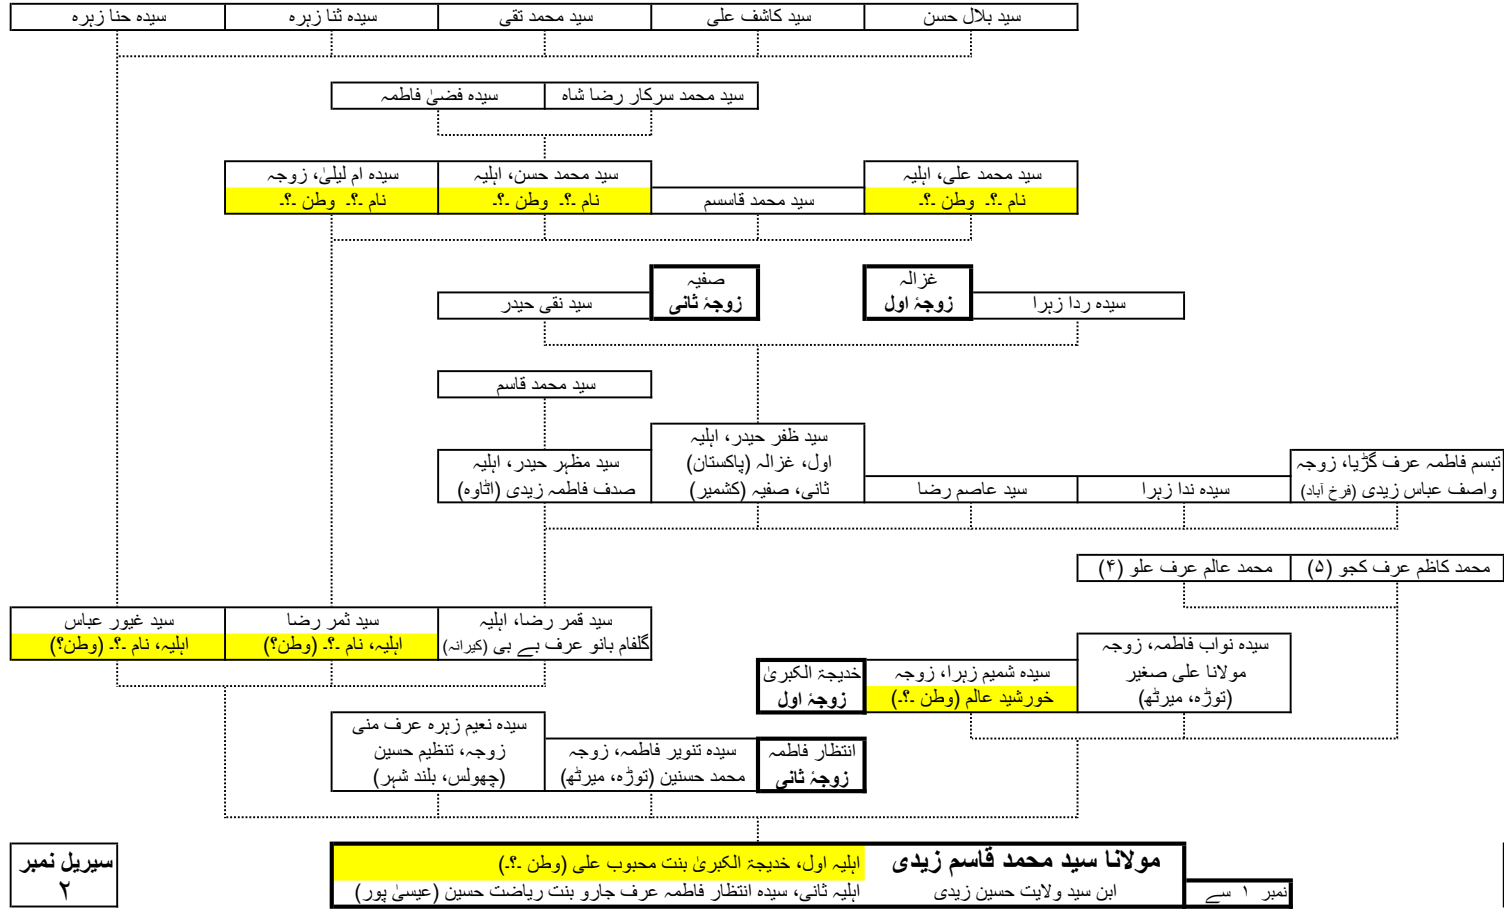 سید بلال حسن
سید کاشف علی
سید محمد تقی
سیدہ ثنا زہرہ
سیدہ حنا زہرہ
سید محمد سرکار رضا شاہ
سیدہ فضیٰ فاطمہ
سید محمد علی، اہلیہ
نام ۔؟۔ وطن ۔؟۔
سید محمد قاسسم
سید محمد حسن، اہلیہ
نام ۔؟۔ وطن ۔؟۔
سیدہ ام لیلیٰ، زوجہ
نام ۔؟۔ وطن ۔؟۔
سیدہ ردا زہرا
غزالہ
زوجۂ اول
صفیہ
زوجۂ ثانی
سید نقی حیدر
سید محمد قاسم
تبسم فاطمہ عرف گڑیا، زوجہ
واصف عباس زیدی (فرخ آباد)
سیدہ ندا زہرا
سید عاصم رضا
سید ظفر حیدر، اہلیہ
اول، غزالہ (پاکستان)
ثانی، صفیہ (کشمیر)
سید مظہر حیدر، اہلیہ
صدف فاطمہ زیدی (اٹاوہ)
محمد کاظم عرف کجو (۵)
محمد عالم عرف علو (۴)
سید قمر رضا، اہلیہ
گلفام بانو عرف بے بی (کیرانہ)
سید ثمر رضا
اہلیہ، نام ۔؟۔ (وطن؟)
سید غیور عباس
اہلیہ، نام ۔؟۔ (وطن؟)
سیدہ نواب فاطمہ، زوجہ
مولانا علی صغیر
(توڑہ، میرٹھ)
سیدہ شمیم زہرا، زوجہ
خورشید عالم (وطن ۔؟۔)
خدیجۃ الکبریٰ
زوجۂ اول
انتظار فاطمہ
زوجۂ ثانی
سیدہ تنویر فاطمہ، زوجہ
محمد حسنین (توڑہ، میرٹھ)
سیدہ نعیم زہرہ عرف منی
زوجہ، تنظیم حسین
(چھولس، بلند شہر)
نمبر ۱ سے
مولانا سید محمد قاسم زیدی
ابن سید ولایت حسین زیدی
اہلیہ اول، خدیجۃ الکبریٰ بنت محبوب علی (وطن ۔؟۔)
اہلیہ ثانی، سیدہ انتظار فاطمہ عرف جارو بنت ریاضت حسین (عیسیٰ پور)
سیریل نمبر
۲